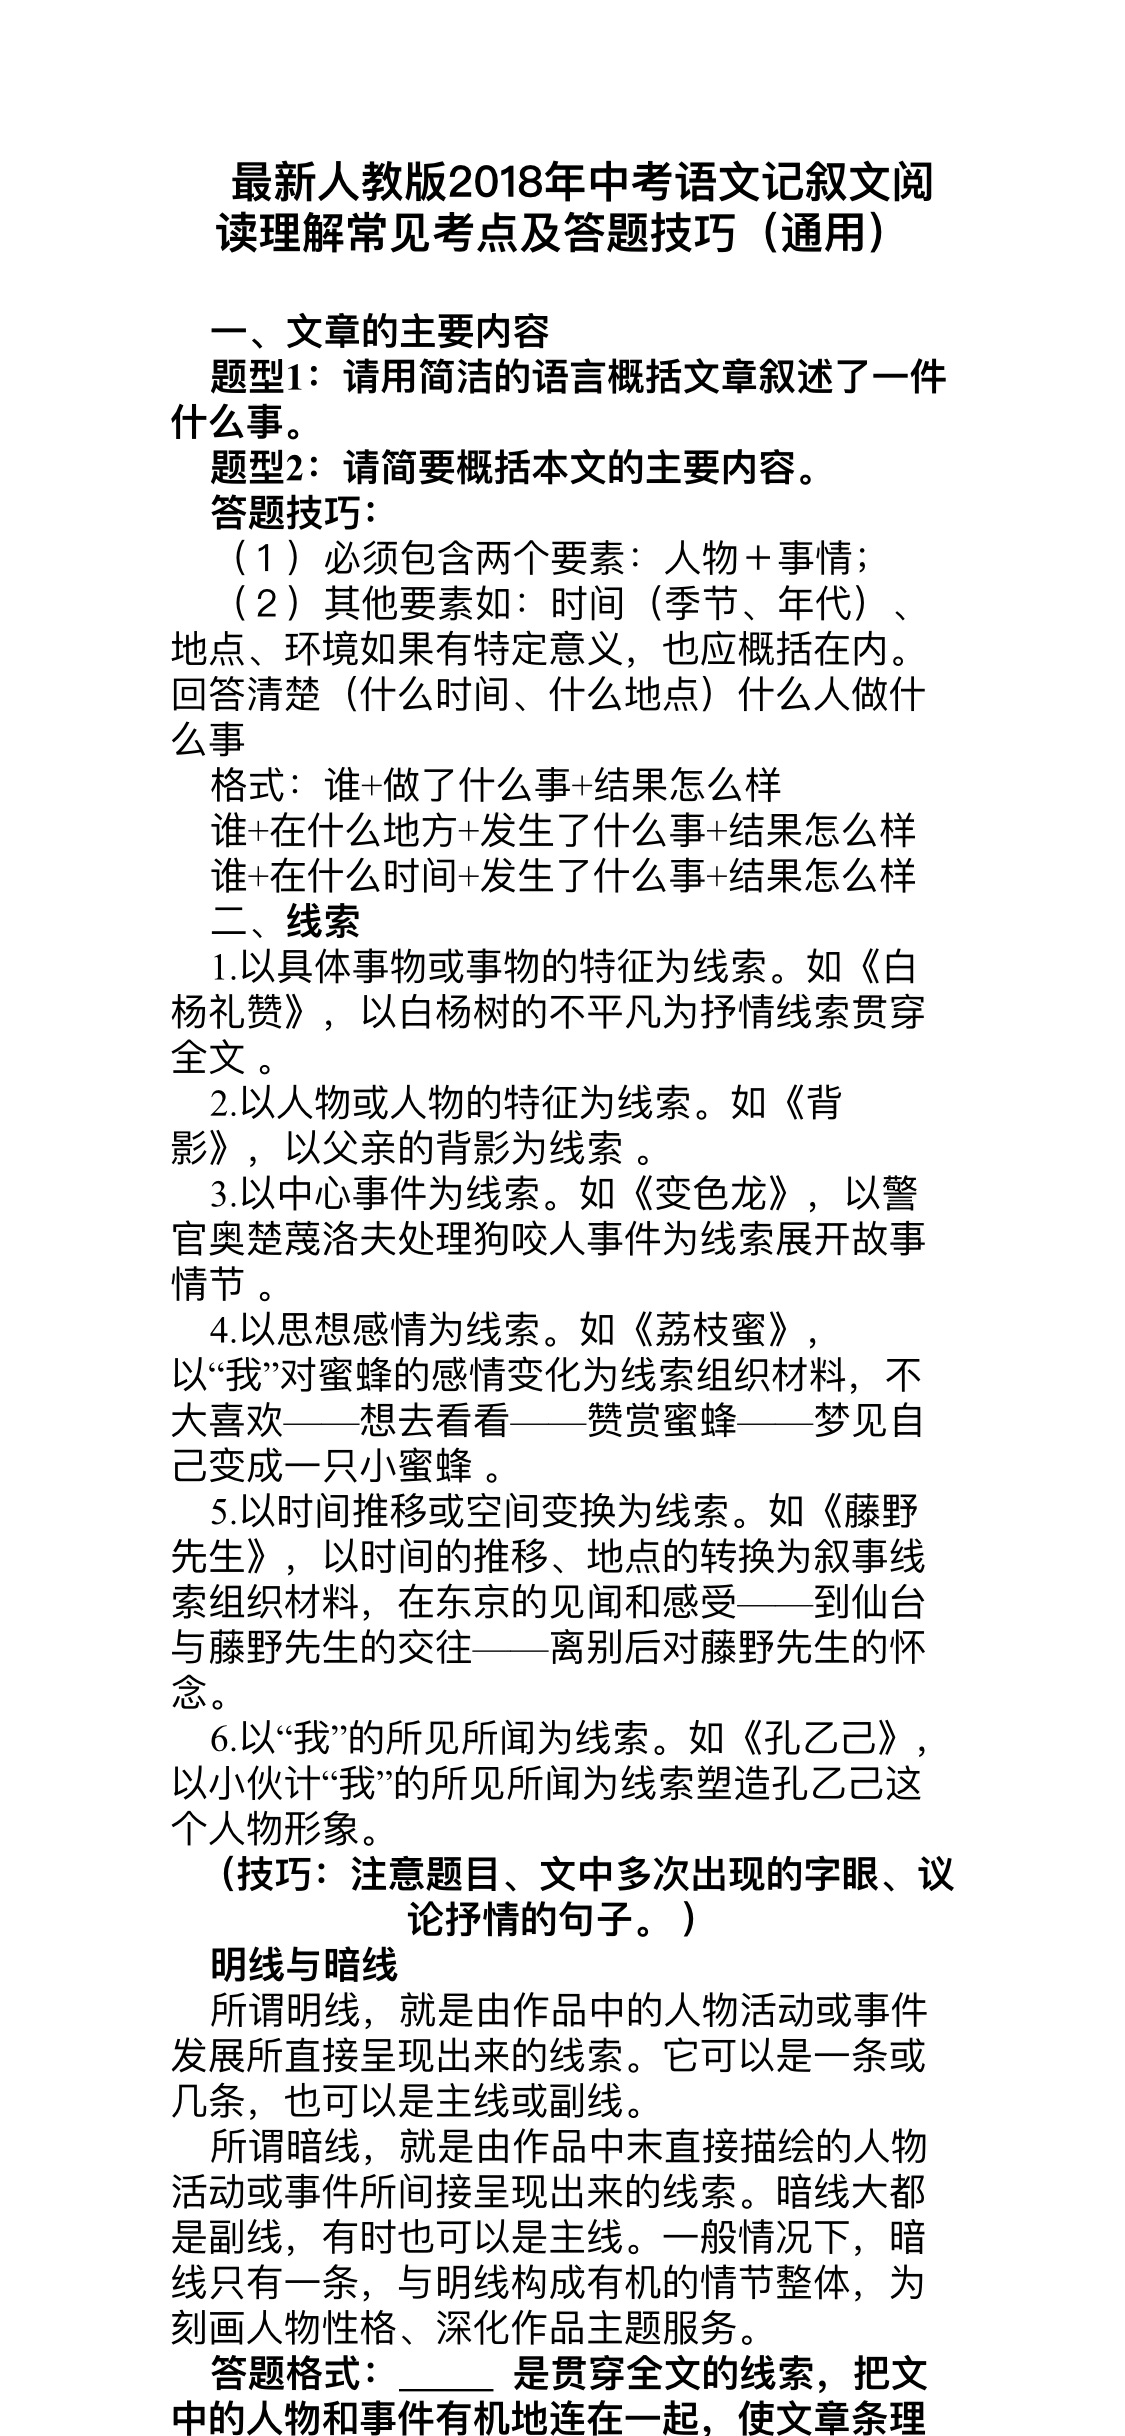 最新人教版2018年中考语文记叙文阅
读理解常见考点及答题技巧（通用）
一、文章的主要内容
题型1：请用简洁的语言概括文章叙述了一件
什么事。
题型2：请简要概括本文的主要内容。
答题技巧：
（１）必须包含两个要素：人物＋事情；
（２）其他要素如：时间（季节、年代）、
地点、环境如果有特定意义，也应概括在内。
回答清楚（什么时间、什么地点）什么人做什
么事
格式：谁+做了什么事+结果怎么样
谁+在什么地方+发生了什么事+结果怎么样
谁+在什么时间+发生了什么事+结果怎么样
二、线索
1.以具体事物或事物的特征为线索。如《白
杨礼赞》，以白杨树的不平凡为抒情线索贯穿
全文 。
2.以人物或人物的特征为线索。如《背
影》，以父亲的背影为线索 。
3.以中心事件为线索。如《变色龙》，以警
官奥楚蔑洛夫处理狗咬人事件为线索展开故事
情节 。
4.以思想感情为线索。如《荔枝蜜》，
以“我”对蜜蜂的感情变化为线索组织材料，不
大喜欢——想去看看——赞赏蜜蜂——梦见自
己变成一只小蜜蜂 。
5.以时间推移或空间变换为线索。如《藤野
先生》，以时间的推移、地点的转换为叙事线
索组织材料，在东京的见闻和感受——到仙台
与藤野先生的交往——离别后对藤野先生的怀
念。
6.以“我”的所见所闻为线索。如《孔乙己》，
以小伙计“我”的所见所闻为线索塑造孔乙己这
个人物形象。
（技巧：注意题目、文中多次出现的字眼、议
论抒情的句子。）
明线与暗线
所谓明线，就是由作品中的人物活动或事件
发展所直接呈现出来的线索。它可以是一条或
几条，也可以是主线或副线。
所谓暗线，就是由作品中末直接描绘的人物
活动或事件所间接呈现出来的线索。暗线大都
是副线，有时也可以是主线。一般情况下，暗
线只有一条，与明线构成有机的情节整体，为
刻画人物性格、深化作品主题服务。
答题格式：_____ 是贯穿全文的线索，把文
中的人物和事件有机地连在一起，使文章条理